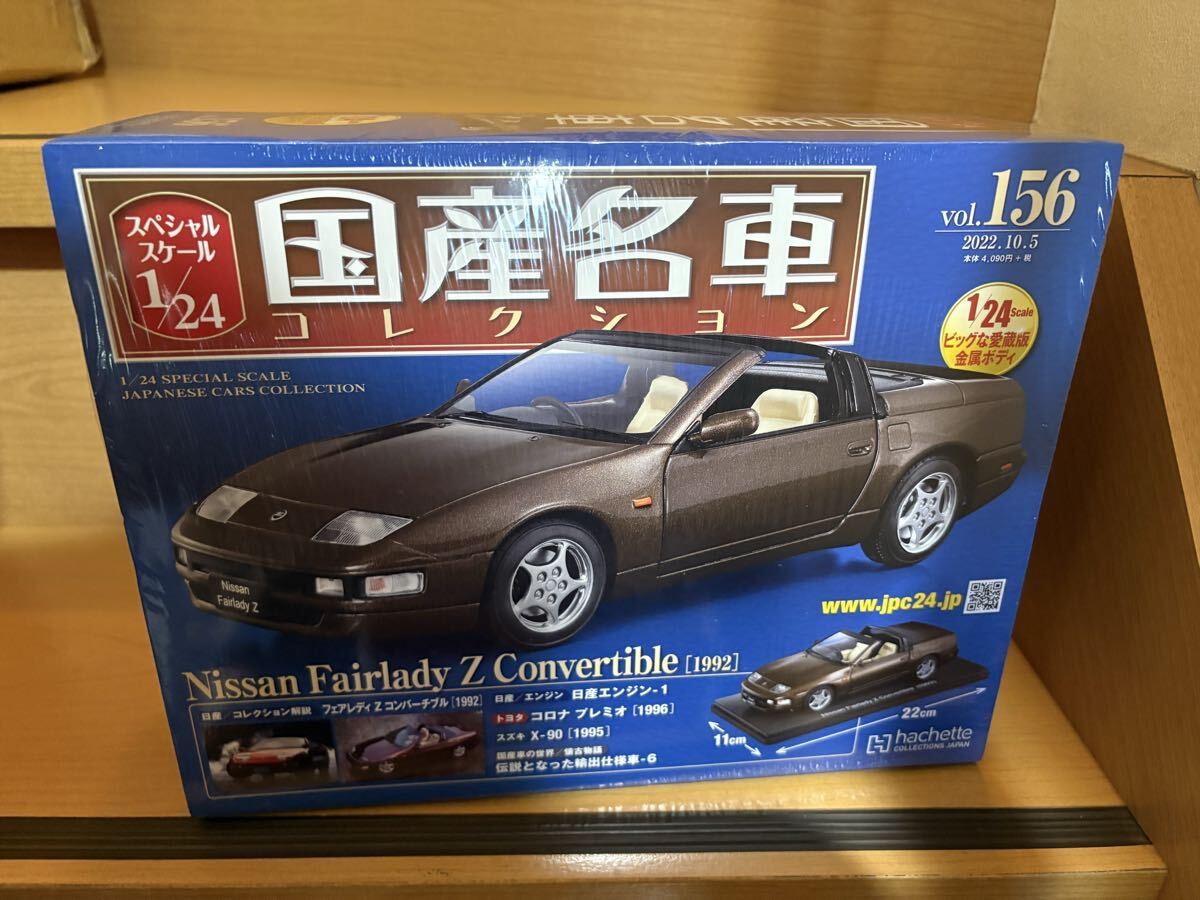 スペシャル
スケール
1/24
国産名車
コレクション
1/24 SPECIAL SCALE
JAPANESE CARS COLLECTION
vol.156
2022.10.5
本体 4,090円+税
1/24 Scale
ビッグな愛蔵版
金属ボディ
Nissan
Fairlady Z
www.jpc24.jp
Nissan Fairlady Z Convertible [1992]
日産/コレクション解説 フェアレディ Z コンバーチブル [1992]
日産/エンジン 日産エンジン-1
トヨタ コロナ プレミオ [1996]
スズキ X-90 [1995]
国産車の世界/懐古物語
伝説となった輸出仕様車-6
11cm
22cm
hachette
COLLECTIONS JAPAN